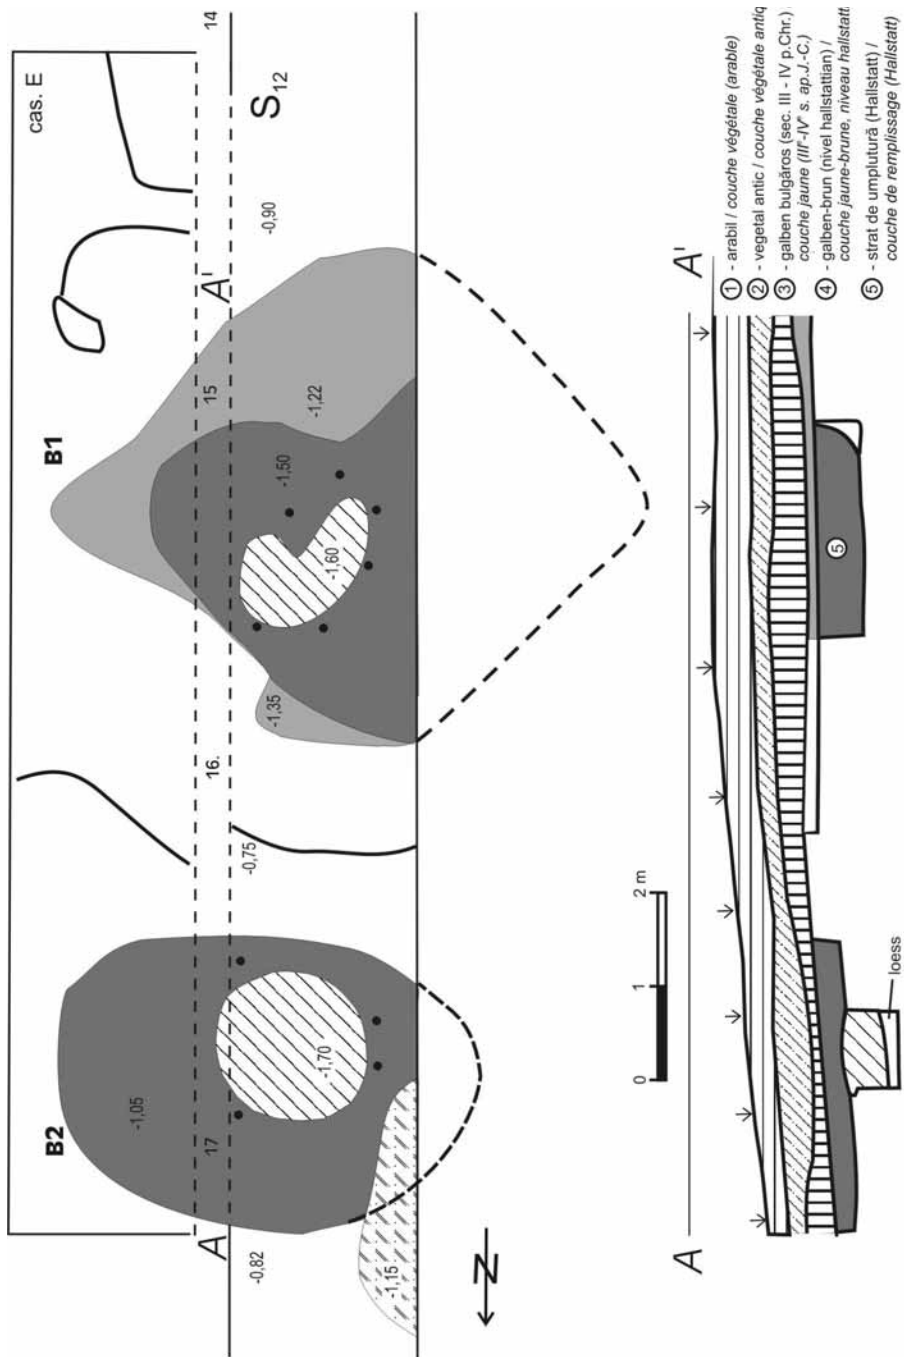 cas. E
14
S12
-0,90
A'
15
B1
-1,22
-1,50
-1,60
-1,35
16.
-0,75
B2
-1,05
17
-1,70
A
-0,82
-1,15
N
0 1 2 m
A
A'
5
loess
1 - arabil / couche végétale (arable)
2 - vegetal antic / couche végétale antiq
3 - galben bulgăros (sec. III - IV p.Chr.)
couche jaune (IIIe-IVe s. ap.J.-C.)
4 - galben-brun (nivel hallstattian) /
couche jaune-brune, niveau hallstatt
5 - strat de umplutură (Hallstatt) /
couche de remplissage (Hallstatt)